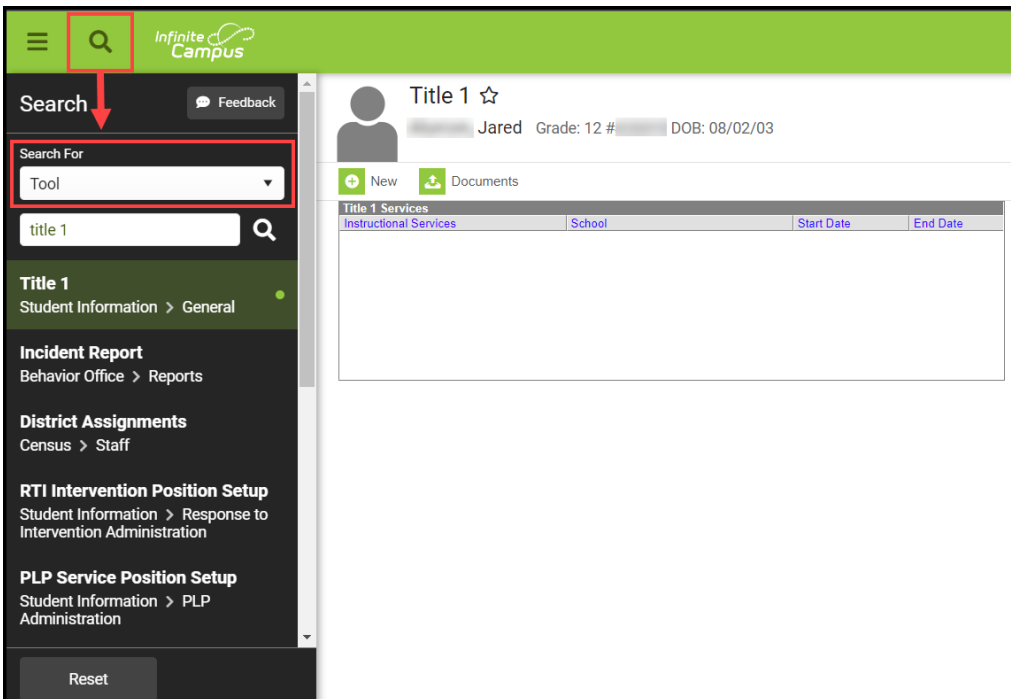 Infinite
Campus
Search
Feedback
Search For
Tool
title 1
Title 1
Student Information > General
Incident Report
Behavior Office > Reports
District Assignments
Census > Staff
RTI Intervention Position Setup
Student Information > Response to
Intervention Administration
PLP Service Position Setup
Student Information > PLP
Administration
Reset
Title 1
Jared Grade: 12 # DOB: 08/02/03
New Documents
Title 1 Services
Instructional Services School Start Date End Date